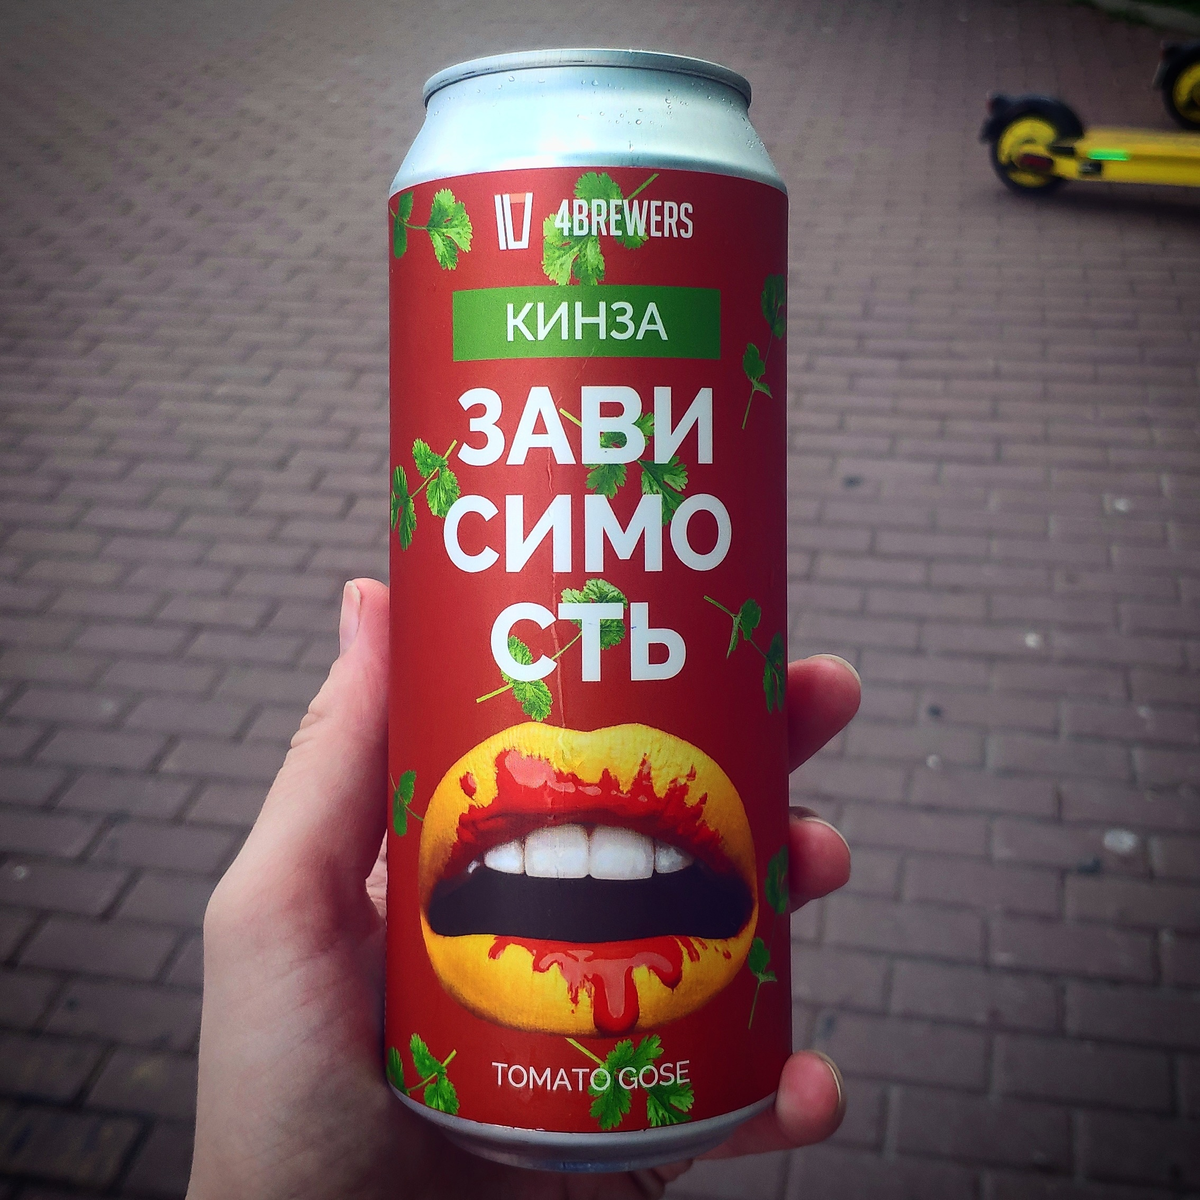 4BREWERS
КИНЗА
ЗАВИ
СИМО
СТЬ
TOMATO GOSE